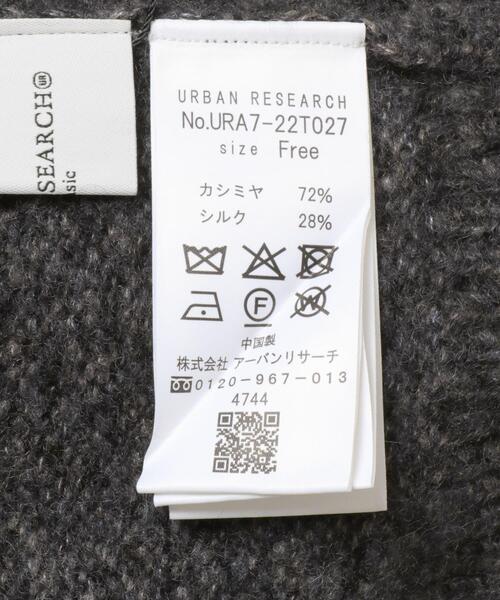 SEARCH UR
sic
URBAN RESEARCH
No.URA7-22T027
size Free
カシミヤ 72%
シルク 28%
F
W
中国製
株式会社 アーバンリサーチ
0120-967-013
4744